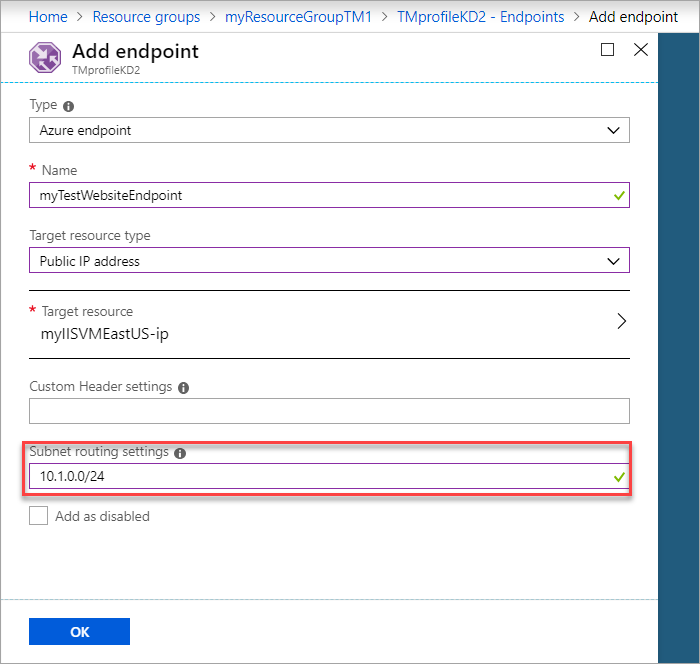 Home > Resource groups > myResourceGroupTM1 > TMprofileKD2 - Endpoints > Add endpoint
Add endpoint
TMprofileKD2
Type
Azure endpoint
* Name
myTestWebsiteEndpoint
Target resource type
Public IP address
* Target resource
myIISVMEastUS-ip
Custom Header settings
Subnet routing settings
10.1.0.0/24
Add as disabled
OK